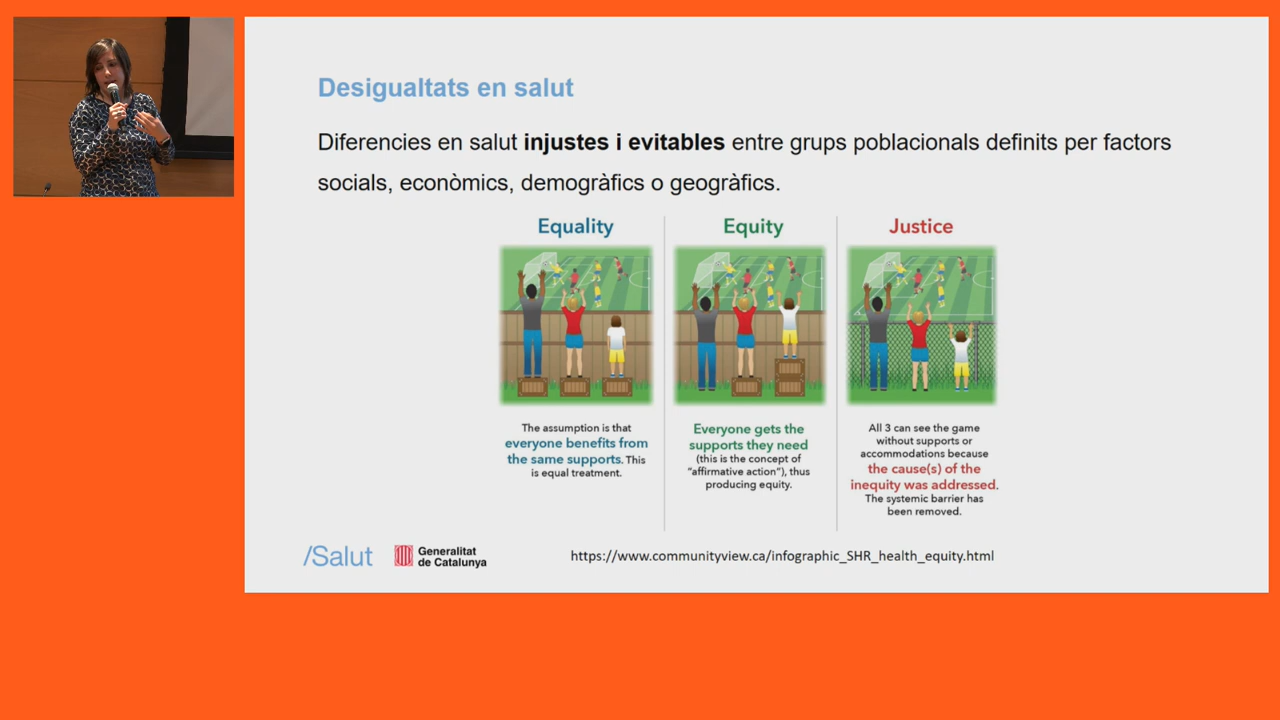 Desigualtats en salut
Diferencies en salut injustes i evitables entre grups poblacionals definits per factors
socials, econòmics, demogràfics o geogràfics.
Equality
The assumption is that
everyone benefits from
the same supports. This
is equal treatment.
Equity
Everyone gets the
supports they need
(this is the concept of
“affirmative action”), thus
producing equity.
Justice
All 3 can see the game
without supports or
accommodations because
the cause(s) of the
inequity was addressed.
The systemic barrier has
been removed.
/Salut
Generalitat
de Catalunya
https://www.communityview.ca/infographic_SHR_health_equity.html